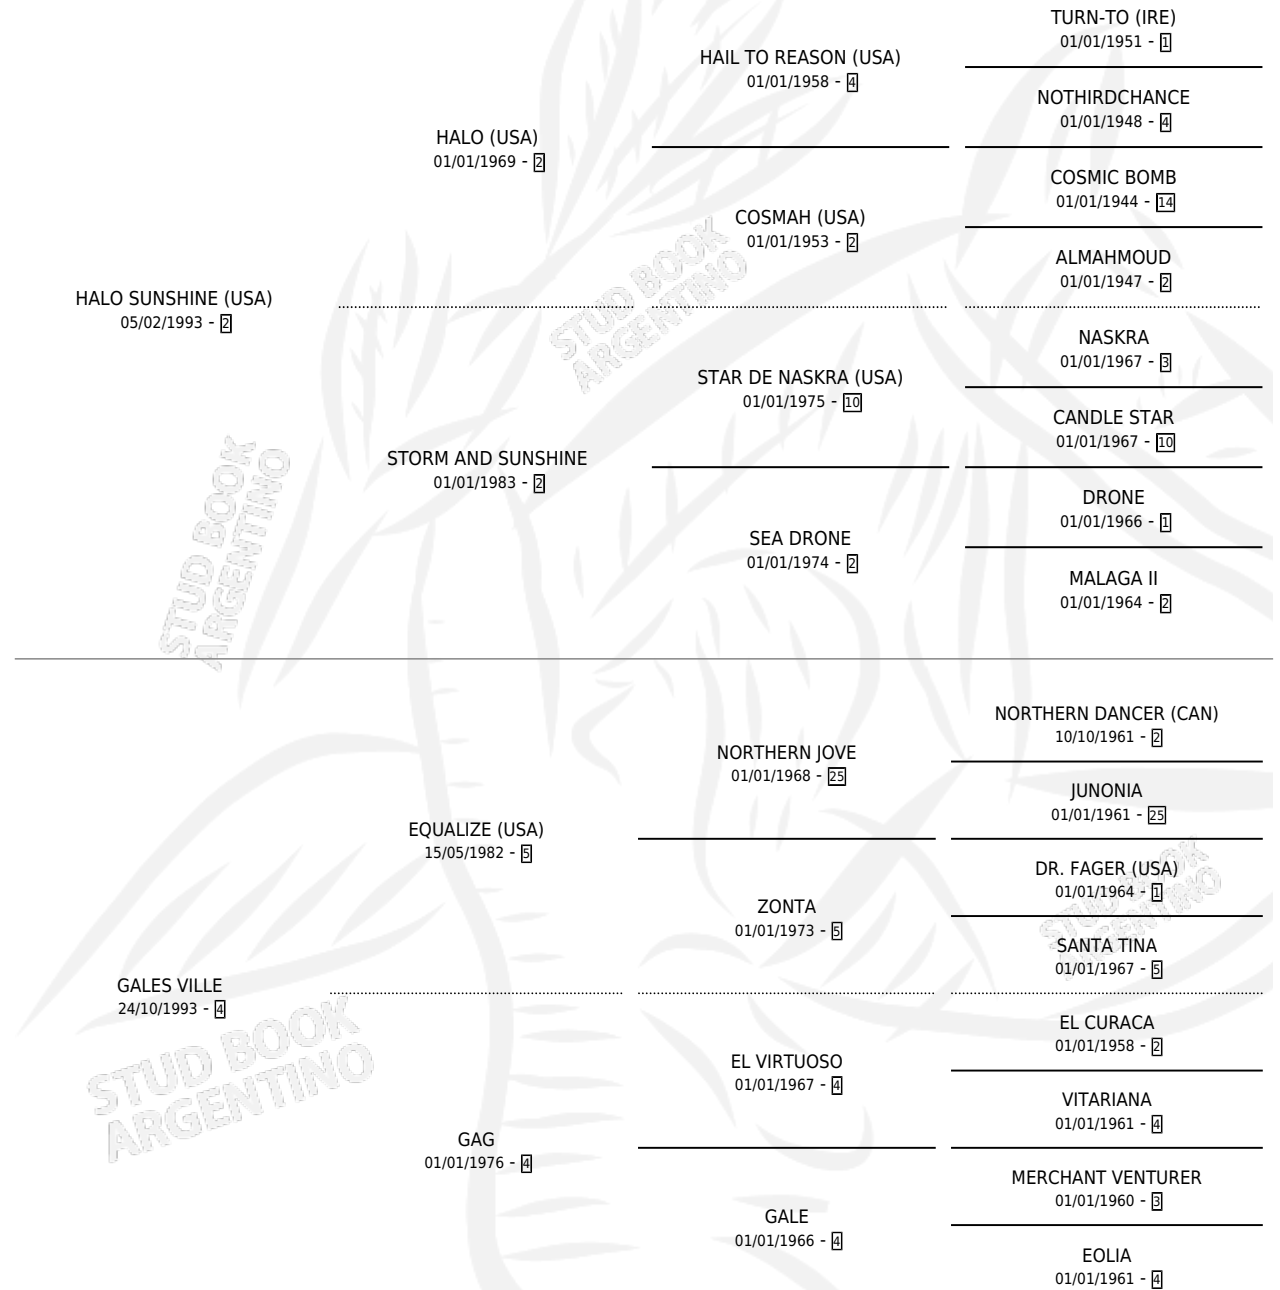 TURN-TO (IRE)
01/01/1951 - 1
HAIL TO REASON (USA)
01/01/1958 - 4
NOTHIRDCHANCE
01/01/1948 - 4
HALO (USA)
01/01/1969 - 2
COSMIC BOMB
01/01/1944 - 14
COSMAH (USA)
01/01/1953 - 2
ALMAHMOUD
01/01/1947 - 2
HALO SUNSHINE (USA)
05/02/1993 - 2
STUD BOOK
ARGENTINO
NASKRA
01/01/1967 - 3
STAR DE NASKRA (USA)
01/01/1975 - 10
CANDLE STAR
01/01/1967 - 10
STORM AND SUNSHINE
01/01/1983 - 2
DRONE
01/01/1966 - 1
SEA DRONE
01/01/1974 - 2
MALAGA II
01/01/1964 - 2
STUD BOOK
ARGENTINO
NORTHERN DANCER (CAN)
10/10/1961 - 2
NORTHERN JOVE
01/01/1968 - 25
JUNONIA
01/01/1961 - 25
EQUALIZE (USA)
15/05/1982 - 5
DR. FAGER (USA)
01/01/1964 - 1
ZONTA
01/01/1973 - 5
STUD BOOK
ARGENTINO
SANTA TINA
01/01/1967 - 5
GALES VILLE
24/10/1993 - 4
STUD BOOK
ARGENTINO
EL CURACA
01/01/1958 - 2
EL VIRTUOSO
01/01/1967 - 4
VITARIANA
01/01/1961 - 4
GAG
01/01/1976 - 4
MERCHANT VENTURER
01/01/1960 - 3
GALE
01/01/1966 - 4
EOLIA
01/01/1961 - 4